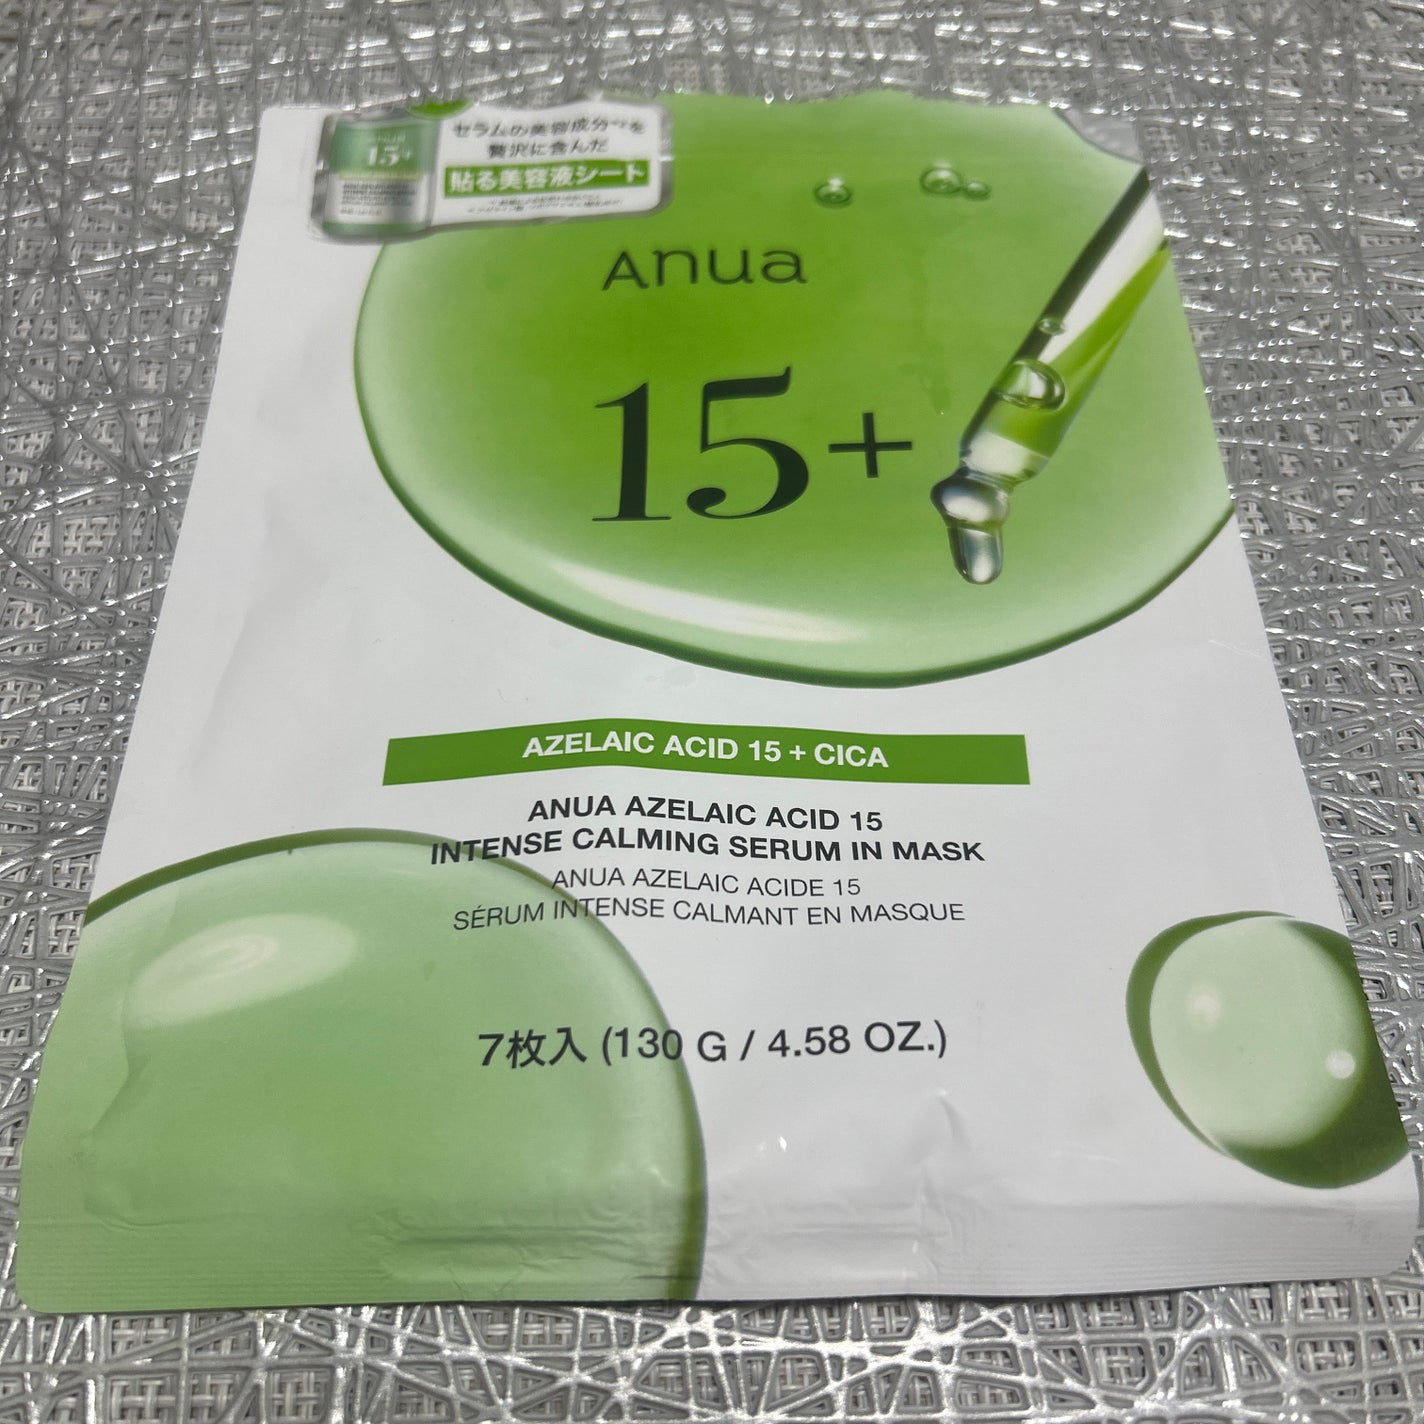 15+
セラムの美容成分**を
贅沢に含んだ
貼る美容液シート
Anua
15+
AZELAIC ACID 15 + CICA
ANUA AZELAIC ACID 15
INTENSE CALMING SERUM IN MASK
ANUA AZELAIC ACIDE 15
SÉRUM INTENSE CALMANT EN MASQUE
7枚入 (130 G / 4.58 OZ.)